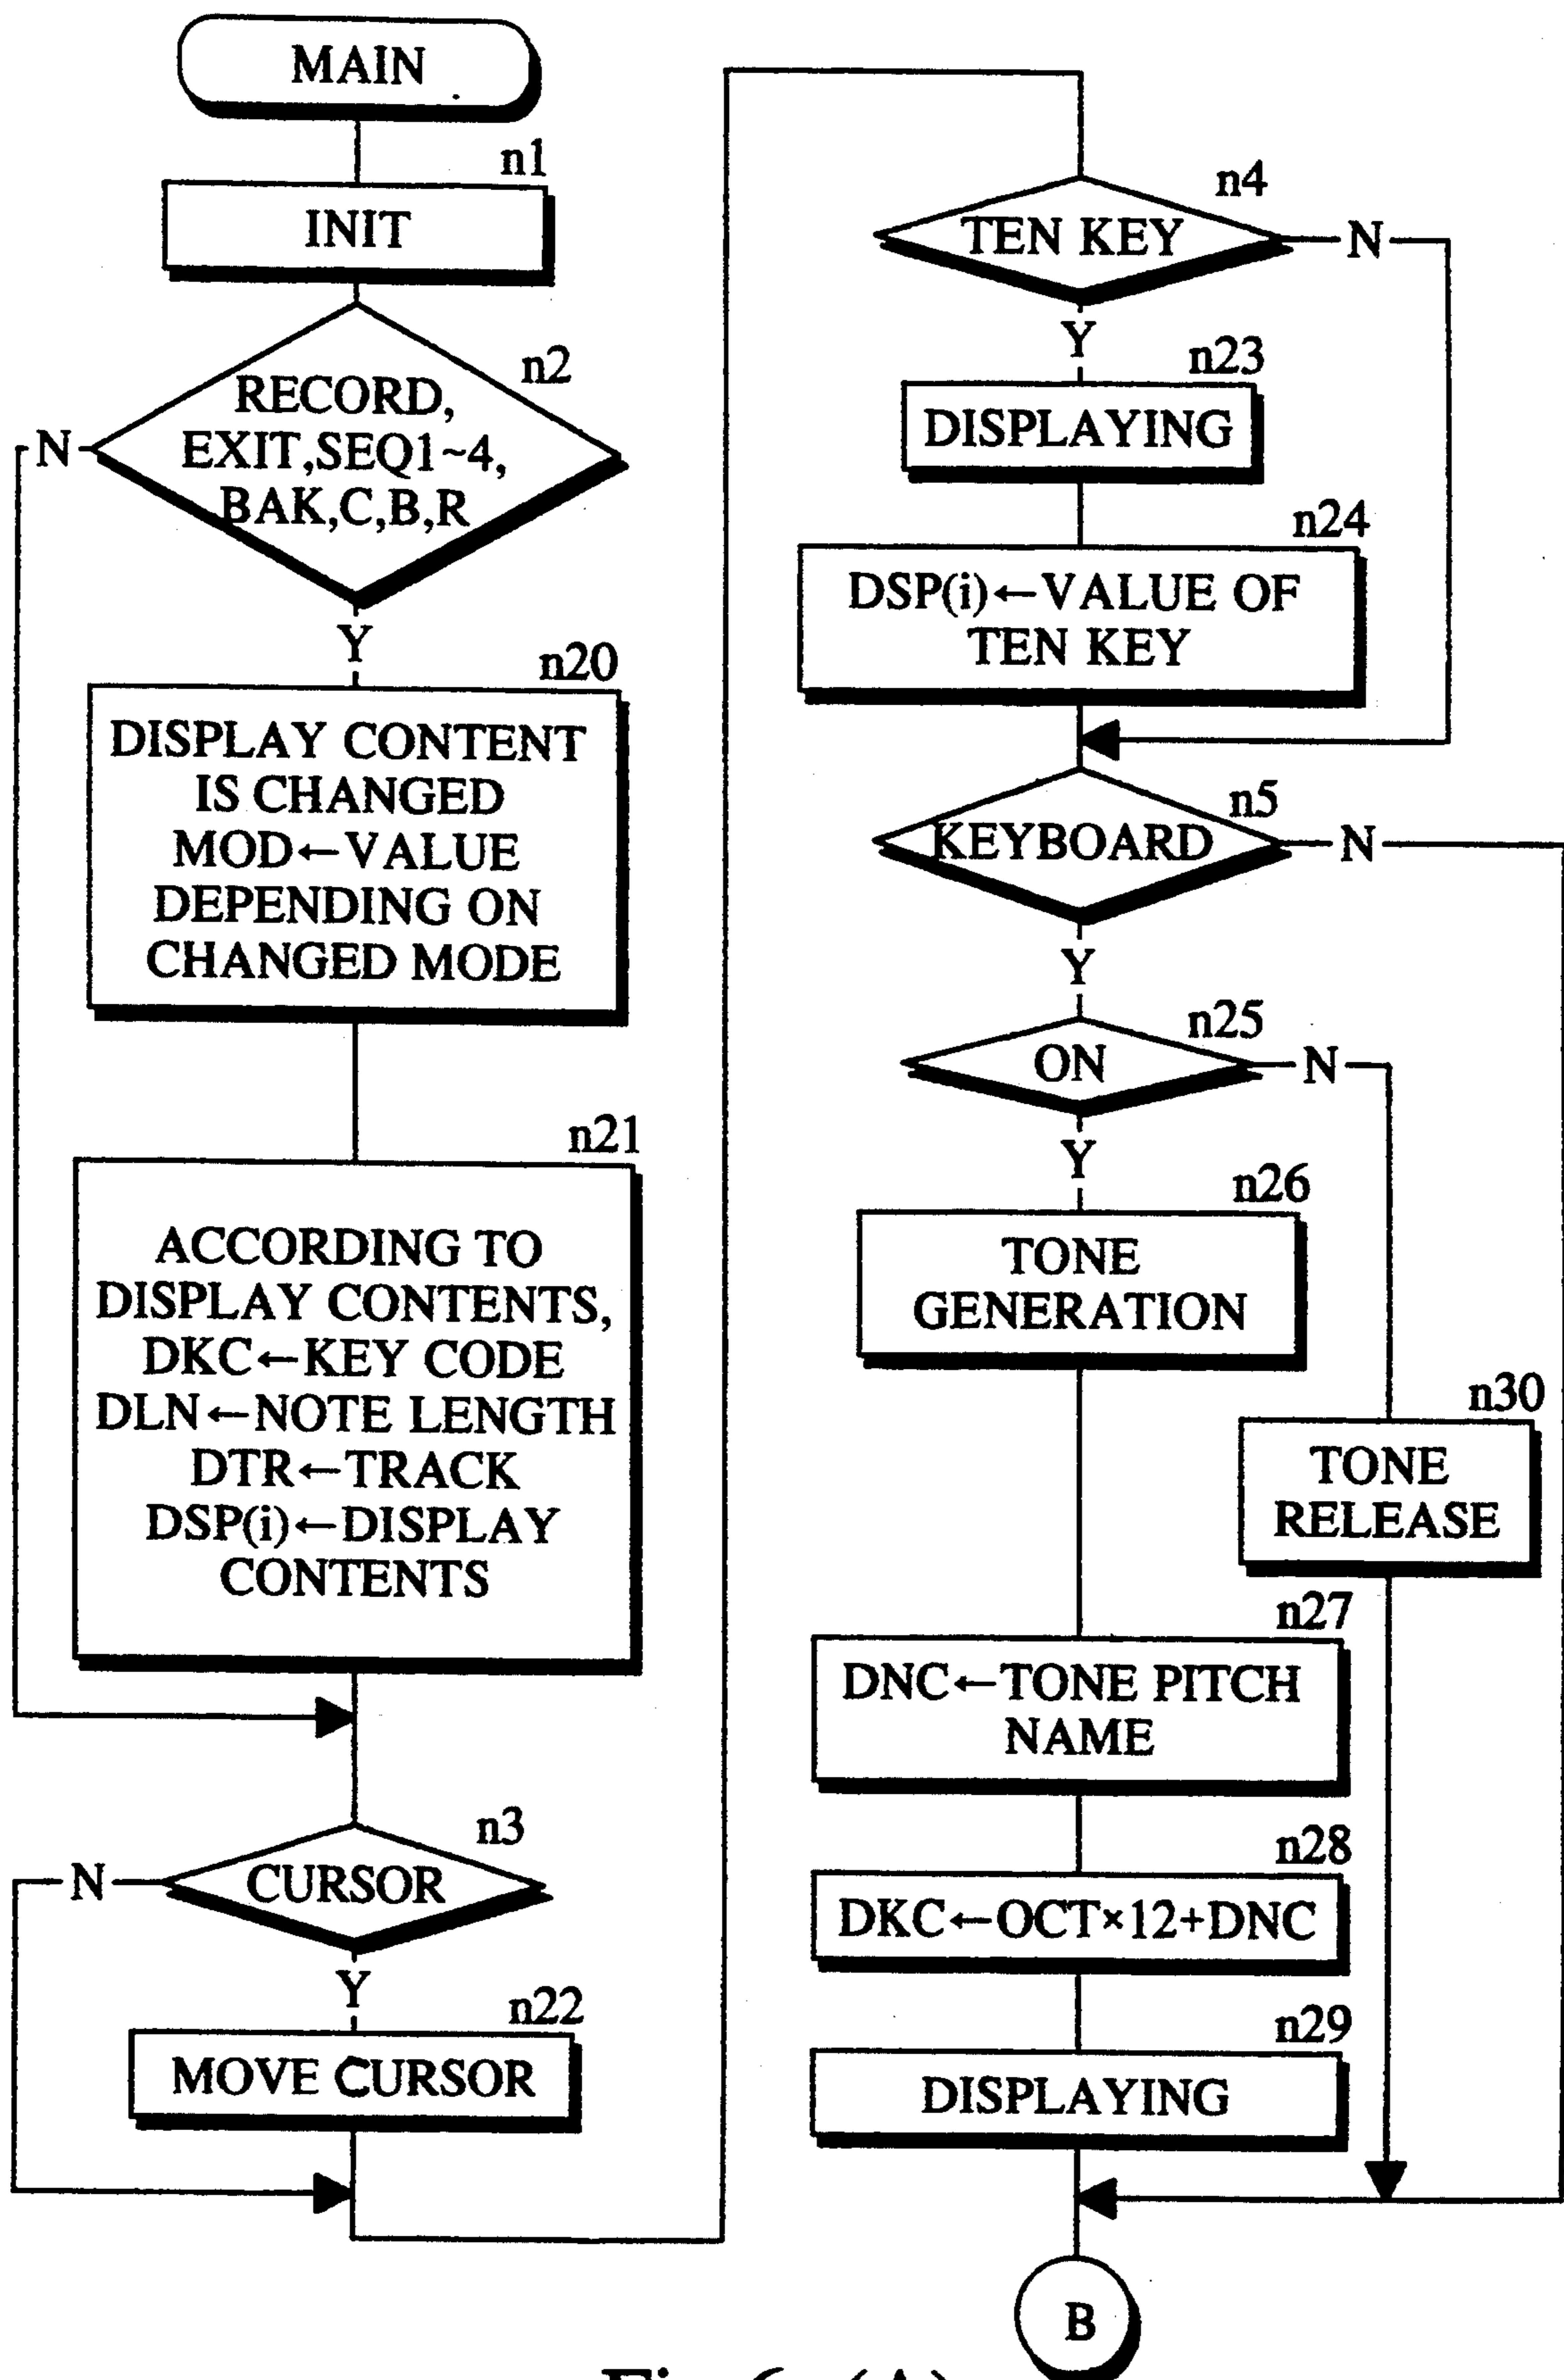 MAIN
n1
INIT
n2
RECORD,
EXIT,SEQ1~4,
BAK,C,B,R
N
Y
n20
DISPLAY CONTENT
IS CHANGED
MOD←VALUE
DEPENDING ON
CHANGED MODE
n21
ACCORDING TO
DISPLAY CONTENTS,
DKC←KEY CODE
DLN←NOTE LENGTH
DTR←TRACK
DSP(i)←DISPLAY
CONTENTS
n3
CURSOR
N
Y
n22
MOVE CURSOR
n4
TEN KEY
N
Y
n23
DISPLAYING
n24
DSP(i)←VALUE OF
TEN KEY
n5
KEYBOARD
N
Y
n25
ON
N
Y
n26
TONE
GENERATION
n30
TONE
RELEASE
n27
DNC←TONE PITCH
NAME
n28
DKC←OCT×12+DNC
n29
DISPLAYING
B